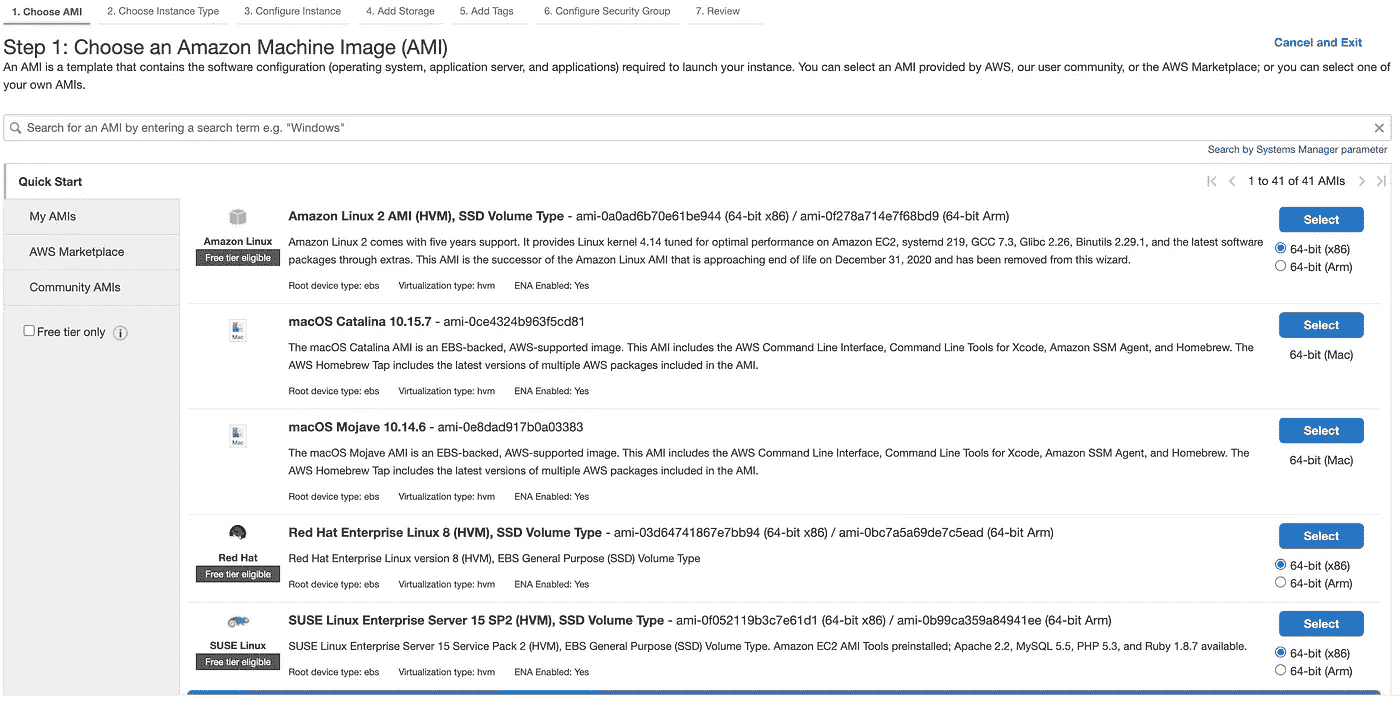 1. Choose AMI 2. Choose Instance Type 3. Configure Instance 4. Add Storage 5. Add Tags 6. Configure Security Group 7. Review
Step 1: Choose an Amazon Machine Image (AMI)
Cancel and Exit
An AMI is a template that contains the software configuration (operating system, application server, and applications) required to launch your instance. You can select an AMI provided by AWS, our user community, or the AWS Marketplace; or you can select one of
your own AMIs.
Search for an AMI by entering a search term e.g. "Windows"
Search by Systems Manager parameter
Quick Start
1 to 41 of 41 AMIs
My AMIs
AWS Marketplace
Community AMIs
Free tier only
Amazon Linux
Free tier eligible
Amazon Linux 2 AMI (HVM), SSD Volume Type - ami-0a0ad6b70e61be944 (64-bit x86) / ami-0f278a714e7f68bd9 (64-bit Arm)
Amazon Linux 2 comes with five years support. It provides Linux kernel 4.14 tuned for optimal performance on Amazon EC2, systemd 219, GCC 7.3, Glibc 2.26, Binutils 2.29.1, and the latest software
packages through extras. This AMI is the successor of the Amazon Linux AMI that is approaching end of life on December 31, 2020 and has been removed from this wizard.
Root device type: ebs Virtualization type: hvm ENA Enabled: Yes
Select
64-bit (x86)
64-bit (Arm)
Mac
macOS Catalina 10.15.7 - ami-0ce4324b963f5cd81
The macOS Catalina AMI is an EBS-backed, AWS-supported image. This AMI includes the AWS Command Line Interface, Command Line Tools for Xcode, Amazon SSM Agent, and Homebrew. The
AWS Homebrew Tap includes the latest versions of multiple AWS packages included in the AMI.
Root device type: ebs Virtualization type: hvm ENA Enabled: Yes
Select
64-bit (Mac)
Mac
macOS Mojave 10.14.6 - ami-0e8dad917b0a03383
The macOS Mojave AMI is an EBS-backed, AWS-supported image. This AMI includes the AWS Command Line Interface, Command Line Tools for Xcode, Amazon SSM Agent, and Homebrew. The
AWS Homebrew Tap includes the latest versions of multiple AWS packages included in the AMI.
Root device type: ebs Virtualization type: hvm ENA Enabled: Yes
Select
64-bit (Mac)
Red Hat
Free tier eligible
Red Hat Enterprise Linux 8 (HVM), SSD Volume Type - ami-03d64741867e7bb94 (64-bit x86) / ami-0bc7a5a69de7c5ead (64-bit Arm)
Red Hat Enterprise Linux version 8 (HVM), EBS General Purpose (SSD) Volume Type
Root device type: ebs Virtualization type: hvm ENA Enabled: Yes
Select
64-bit (x86)
64-bit (Arm)
SUSE Linux
Free tier eligible
SUSE Linux Enterprise Server 15 SP2 (HVM), SSD Volume Type - ami-0f052119b3c7e61d1 (64-bit x86) / ami-0b99ca359a84941ee (64-bit Arm)
SUSE Linux Enterprise Server 15 Service Pack 2 (HVM), EBS General Purpose (SSD) Volume Type. Amazon EC2 AMI Tools preinstalled; Apache 2.2, MySQL 5.5, PHP 5.3, and Ruby 1.8.7 available.
Root device type: ebs Virtualization type: hvm ENA Enabled: Yes
Select
64-bit (x86)
64-bit (Arm)